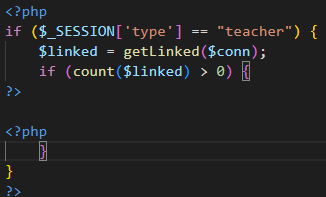 <?php
if ($_SESSION['type'] == "teacher") {
    $linked = getLinked($conn);
    if (count($linked) > 0) {
?>

<?php
    }
}
?>